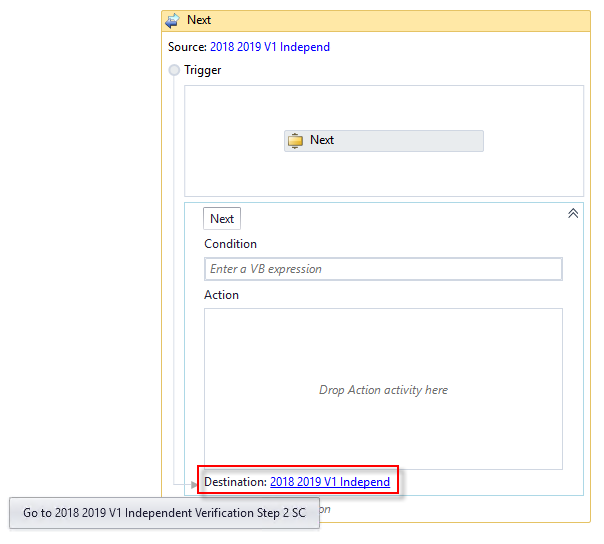 Next
Source: 2018 2019 V1 Independ
Trigger
Next
Next
Condition
Enter a VB expression
Action
Drop Action activity here
Destination: 2018 2019 V1 Independ
Go to 2018 2019 V1 Independent Verification Step 2 SC